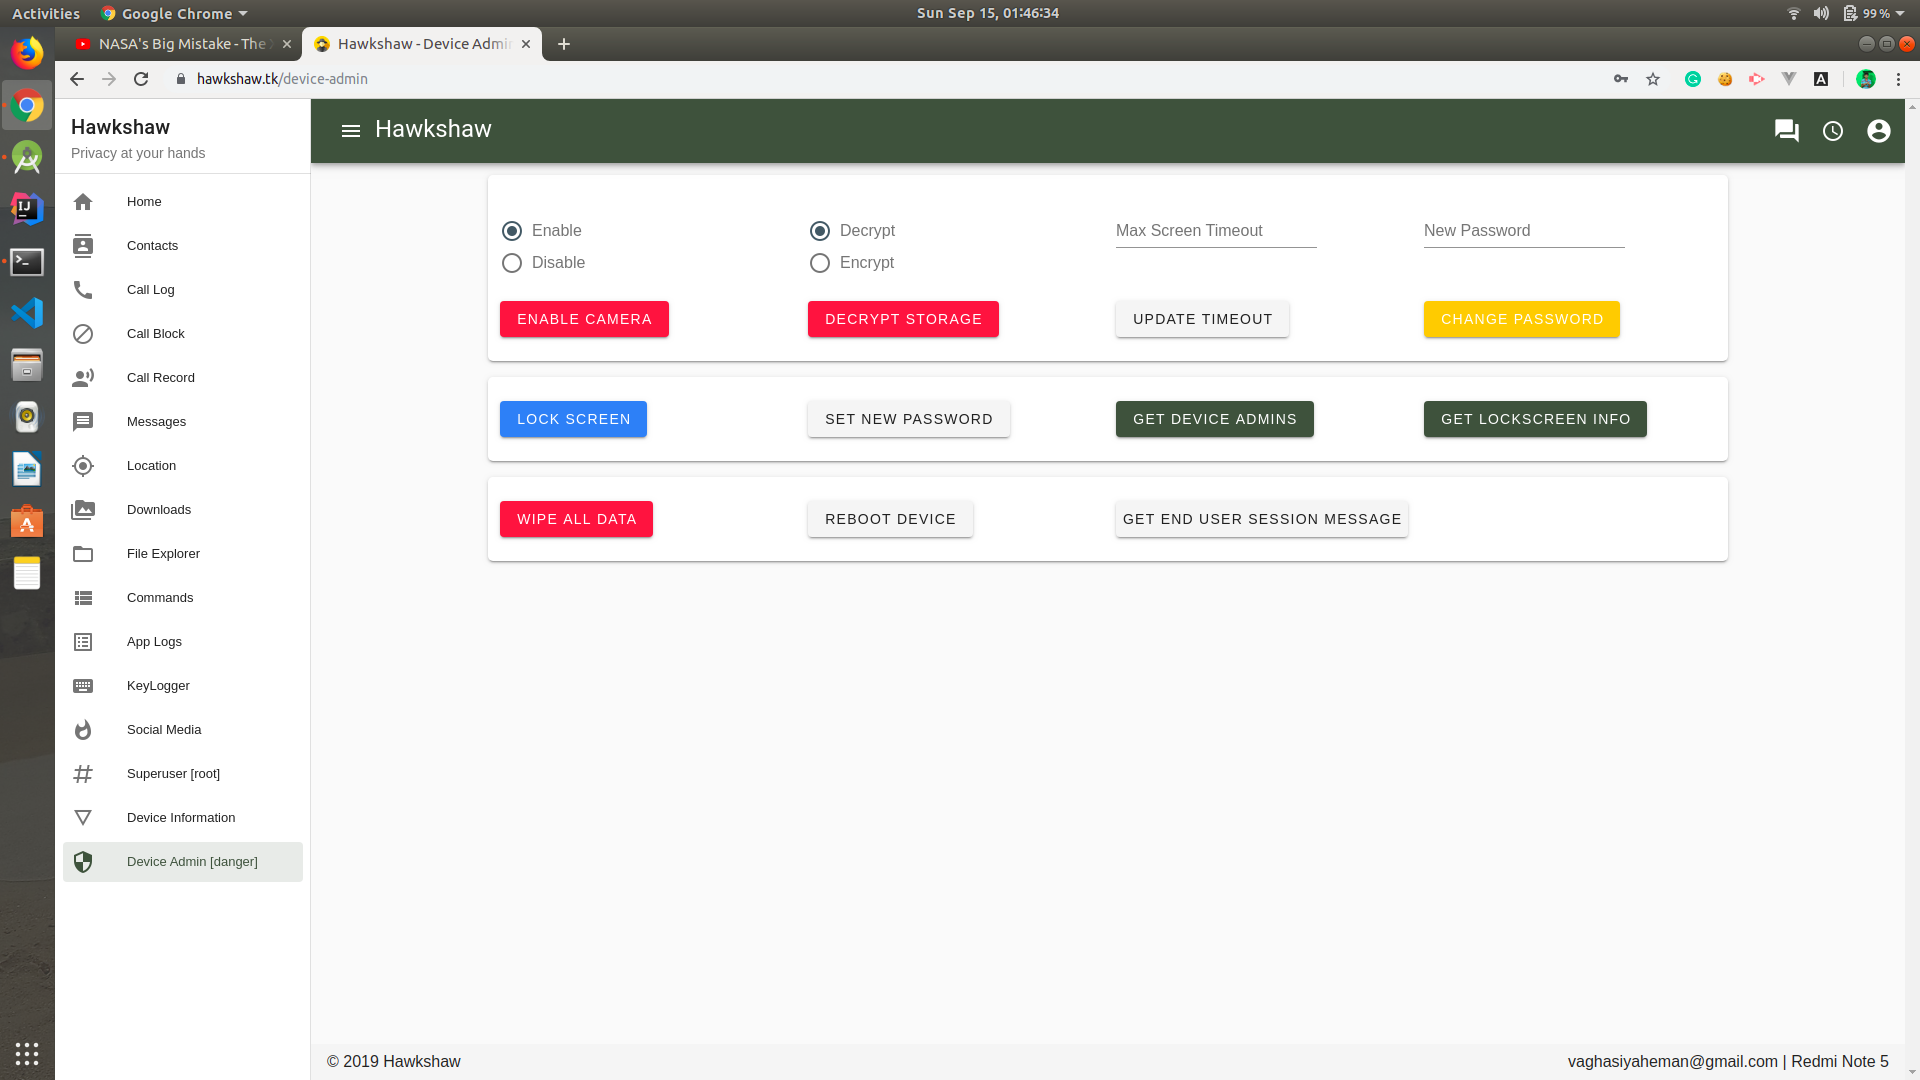 Activities
Google Chrome
Sun Sep 15, 01:46:34
99 %
NASA's Big Mistake - The
Hawkshaw - Device Admi
hawkshaw.tk/device-admin
Hawkshaw
Privacy at your hands
Home
Contacts
Call Log
Call Block
Call Record
Messages
Location
Downloads
File Explorer
Commands
App Logs
KeyLogger
Social Media
Superuser [root]
Device Information
Device Admin [danger]
Hawkshaw
Enable
Disable
Decrypt
Encrypt
Max Screen Timeout
New Password
ENABLE CAMERA
DECRYPT STORAGE
UPDATE TIMEOUT
CHANGE PASSWORD
LOCK SCREEN
SET NEW PASSWORD
GET DEVICE ADMINS
GET LOCKSCREEN INFO
WIPE ALL DATA
REBOOT DEVICE
GET END USER SESSION MESSAGE
© 2019 Hawkshaw
vaghasiyaheman@gmail.com | Redmi Note 5